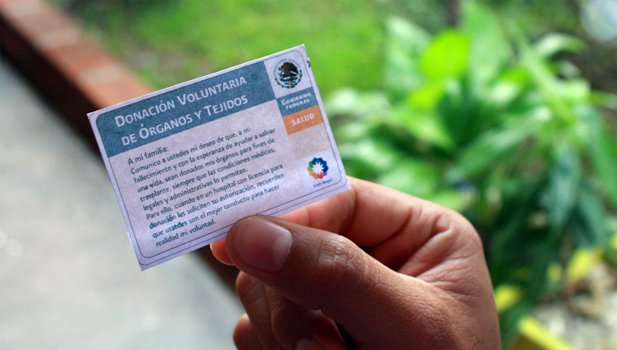 DONACIÓN VOLUNTARIA
DE ÓRGANOS Y TEJIDOS
A mi familia:
Comunico a ustedes mi deseo de que, a mi
fallecimiento y con la esperanza de ayudar a salvar
una vida, sean donados mis órganos para fines de
trasplante, siempre que las condiciones médicas,
legales y administrativas lo permitan.
Para ello, cuando en un hospital con licencia para
donación les soliciten su autorización, recuerden
que ustedes son el mejor conducto para hacer
realidad mi voluntad.
GOBIERNO
FEDERAL
SALUD
Vivir Mejor